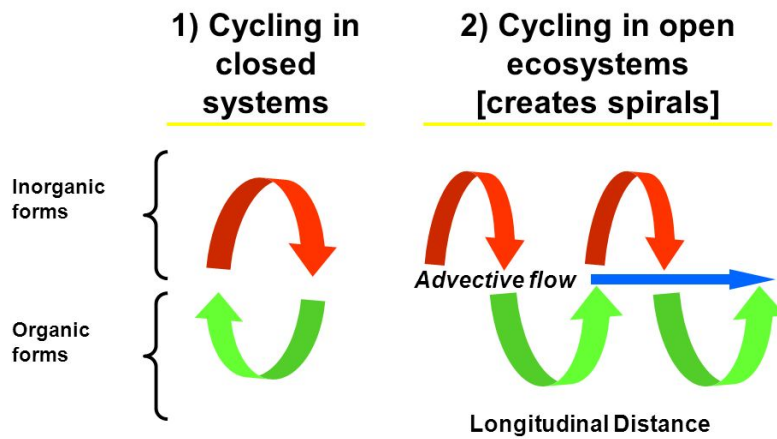 1) Cycling in
closed
systems
2) Cycling in open
ecosystems
[creates spirals]
Inorganic
forms
Advective flow
Organic
forms
Longitudinal Distance